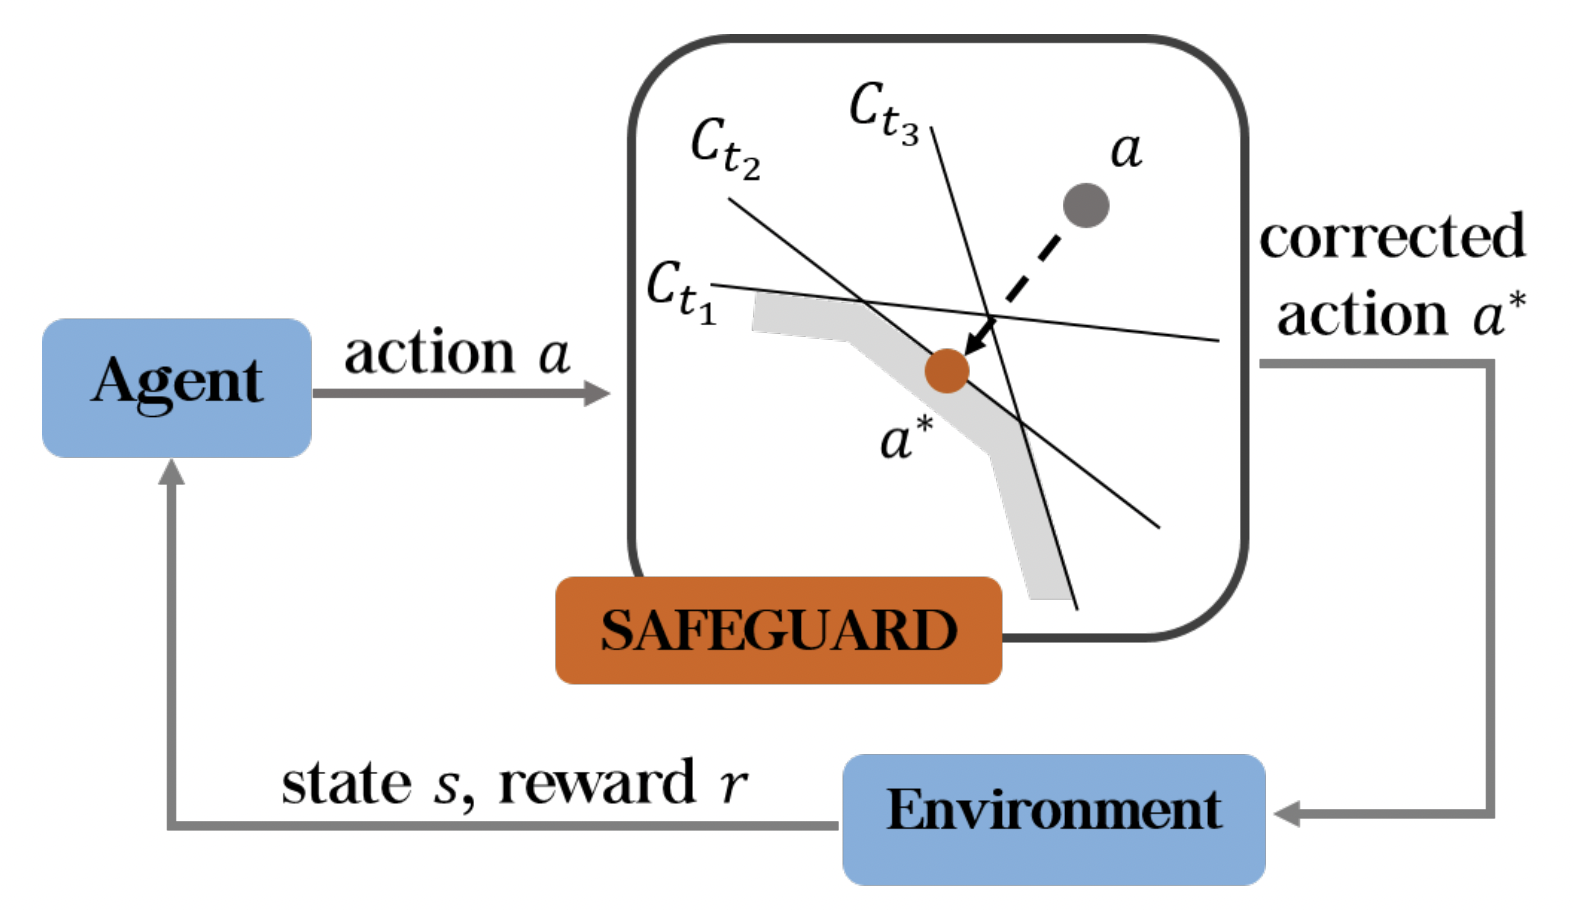 C_{t_3}
C_{t_2}
a
C_{t_1}
corrected
action a*
action a
Agent
a*
SAFEGUARD
state s, reward r
Environment